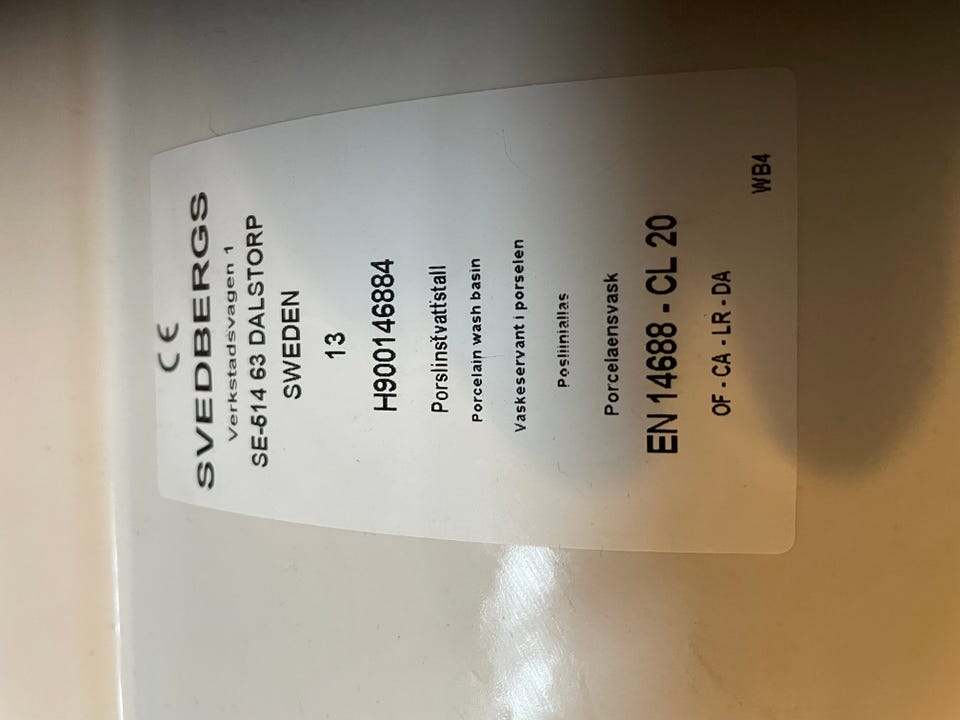 CE
SVEDBERGS
Verkstadsvagen 1
SE-514 63 DALSTORP
SWEDEN
13
H900146884
Porslinstvattstall
Porcelain wash basin
Vaskeservant i porselen
Posliiniallas
Porcelaensvask
EN 14688 - CL 20
OF - CA - LR - DA
WB4